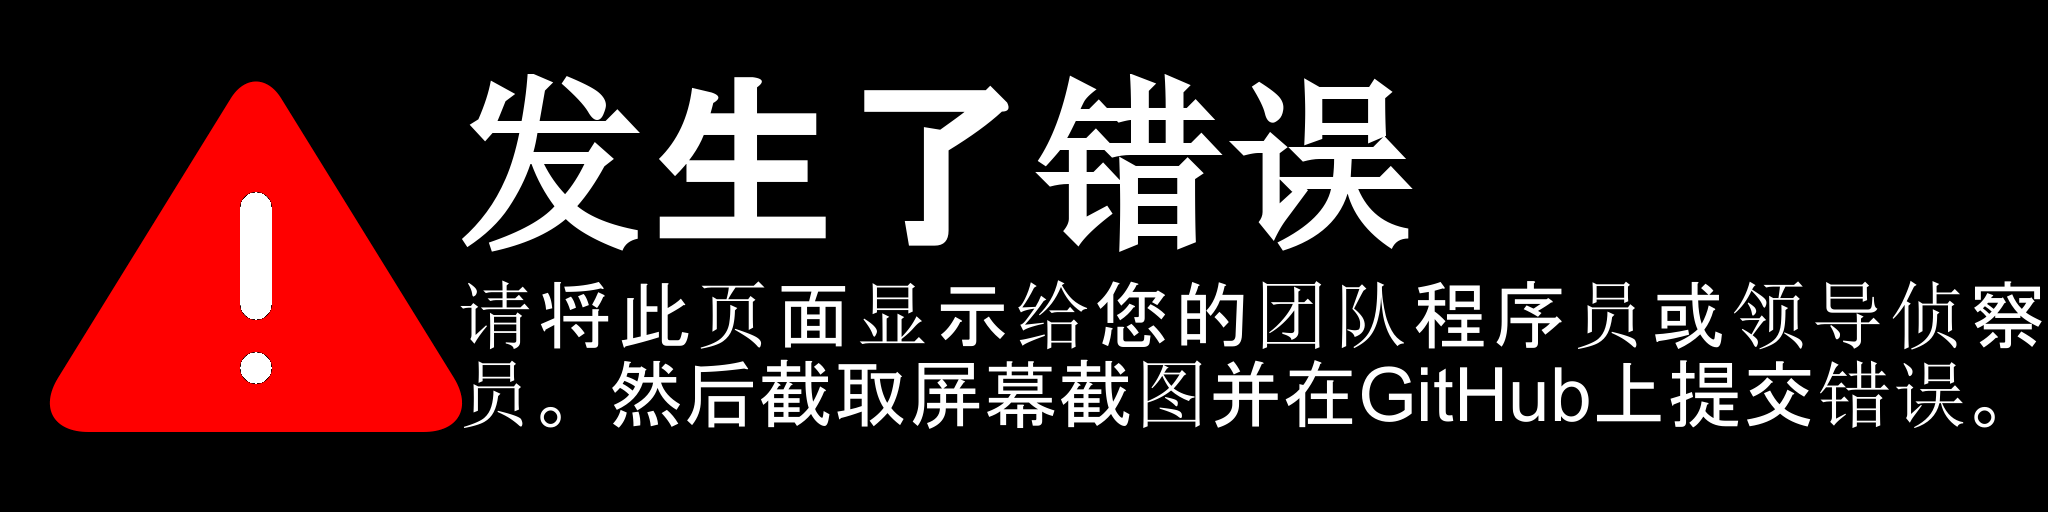 发生了错误
请将此页面显示给您的团队程序员或领导侦察
员。然后截取屏幕截图并在GitHub上提交错误。